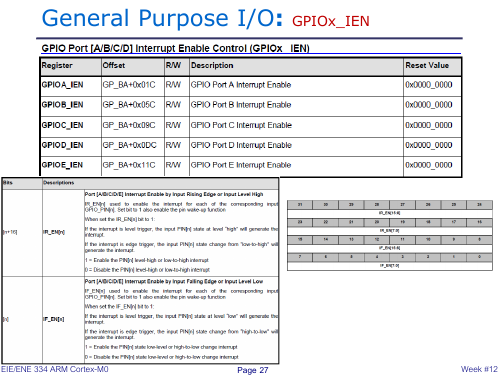 General Purpose I/O: GPIOx_IEN
GPIO Port [A/B/C/D] Interrupt Enable Control (GPIOx_IEN)
Register Offset R/W Description Reset Value
GPIOA_IEN GP_BA+0x01C R/W GPIO Port A Interrupt Enable 0x0000_0000
GPIOB_IEN GP_BA+0x05C R/W GPIO Port B Interrupt Enable 0x0000_0000
GPIOC_IEN GP_BA+0x09C R/W GPIO Port C Interrupt Enable 0x0000_0000
GPIOD_IEN GP_BA+0x0DC R/W GPIO Port D Interrupt Enable 0x0000_0000
GPIOE_IEN GP_BA+0x11C R/W GPIO Port E Interrupt Enable 0x0000_0000
Bits Descriptions
[n+16] IR_EN[n]
Port [A/B/C/D/E] Interrupt Enable by Input Rising Edge or Input Level High
IR_EN[n] used to enable the interrupt for each of the corresponding input
GPIO_PIN[n]. Set bit to 1 also enable the pin wake-up function
When set the IR_EN[n] bit to 1:
If the interrupt is level trigger, the input PIN[n] state at level "high" will generate the
interrupt.
If the interrupt is edge trigger, the input PIN[n] state change from "low-to-high" will
generate the interrupt.
1 = Enable the PIN[n] level-high or low-to-high interrupt
0 = Disable the PIN[n] level-high or low-to-high interrupt
[n] IF_EN[n]
Port [A/B/C/D/E] Interrupt Enable by Input Falling Edge or Input Level Low
IF_EN[n] used to enable the interrupt for each of the corresponding input
GPIO_PIN[n]. Set bit to 1 also enable the pin wake-up function
When set the IF_EN[n] bit to 1:
If the interrupt is level trigger, the input PIN[n] state at level "low" will generate the
interrupt.
If the interrupt is edge trigger, the input PIN[n] state change from "high-to-low" will
generate the interrupt.
1 = Enable the PIN[n] state low-level or high-to-low change interrupt
0 = Disable the PIN[n] state low-level or high-to-low change interrupt
31 30 29 28 27 26 25 24
IR_EN[15:8]
23 22 21 20 19 18 17 16
IR_EN[7:0]
15 14 13 12 11 10 9 8
IF_EN[15:8]
7 6 5 4 3 2 1 0
IF_EN[7:0]
EIE/ENE 334 ARM Cortex-M0
Page 27
Week #12